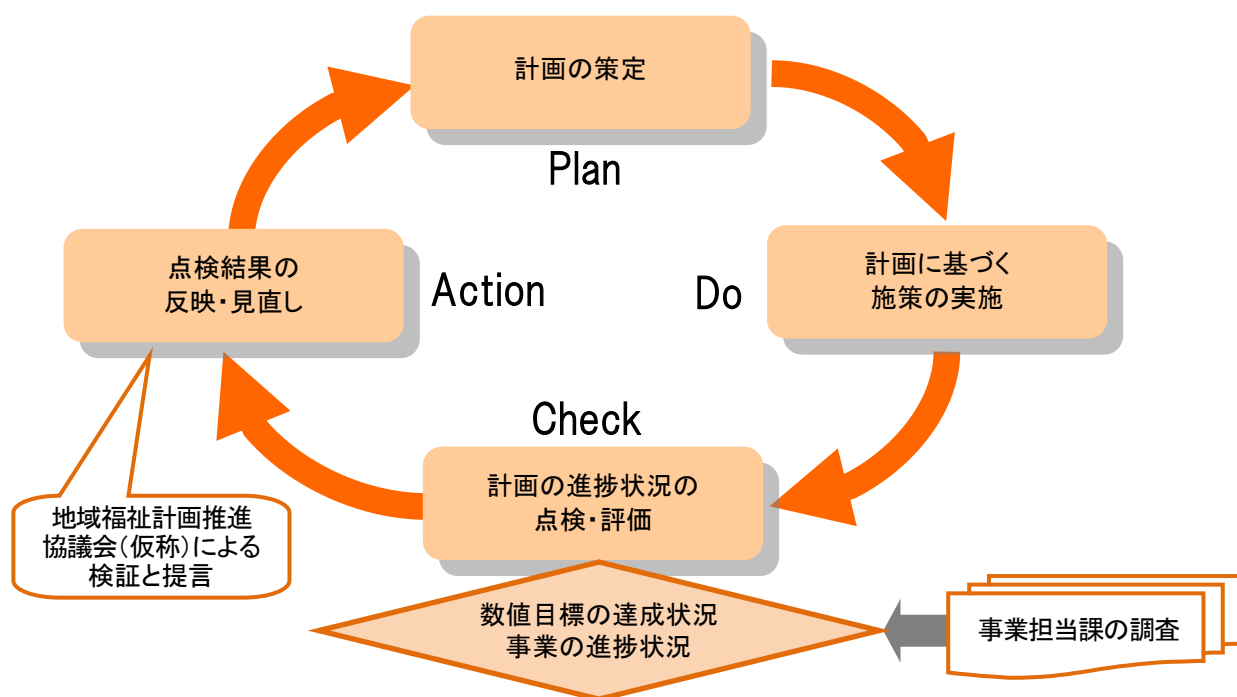 計画の策定
Plan
計画に基づく
施策の実施
Do
Check
計画の進捗状況の
点検・評価
数値目標の達成状況
事業の進捗状況
事業担当課の調査
点検結果の
反映・見直し
Action
地域福祉計画推進
協議会(仮称)による
検証と提言